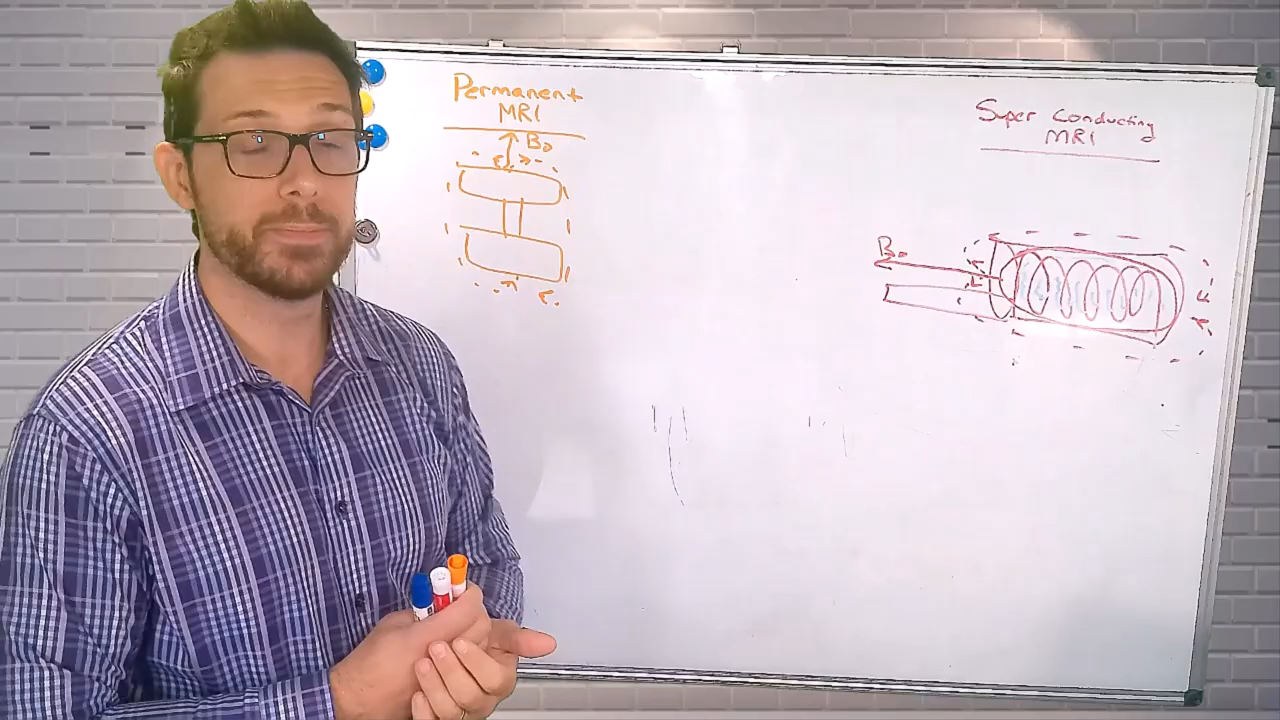 Permanent
MRI
B₀
Super Conducting
MRI
B₀